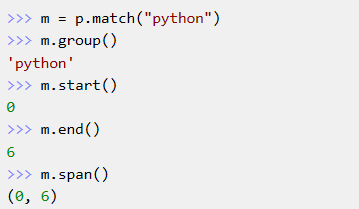 >>> m = p.match("python")
>>> m.group()
'python'
>>> m.start()
0
>>> m.end()
6
>>> m.span()
(0, 6)